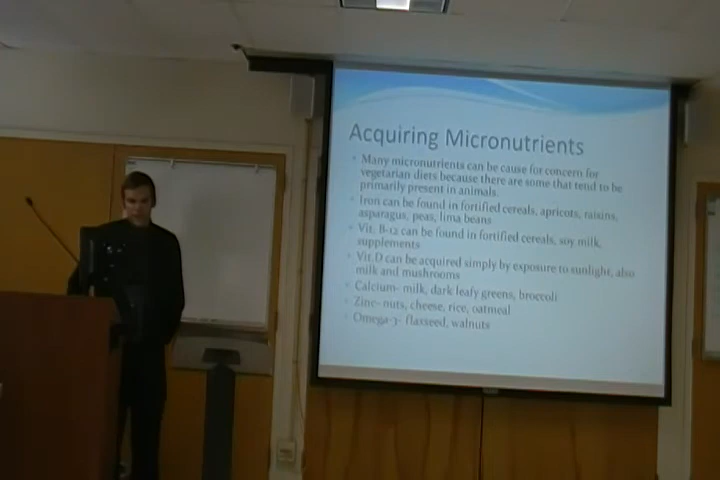 Acquiring Micronutrients
• Many micronutrients can be cause for concern for
vegetarian diets because there are some that tend to be
primarily present in animals.
• Iron can be found in fortified cereals, apricots, raisins,
asparagus, peas, lima beans
• Vit. B-12 can be found in fortified cereals, soy milk,
supplements
• Vit.D can be acquired simply by exposure to sunlight, also
milk and mushrooms
• Calcium- milk, dark leafy greens, broccoli
• Zinc- nuts, cheese, rice, oatmeal
• Omega-3- flaxseed, walnuts